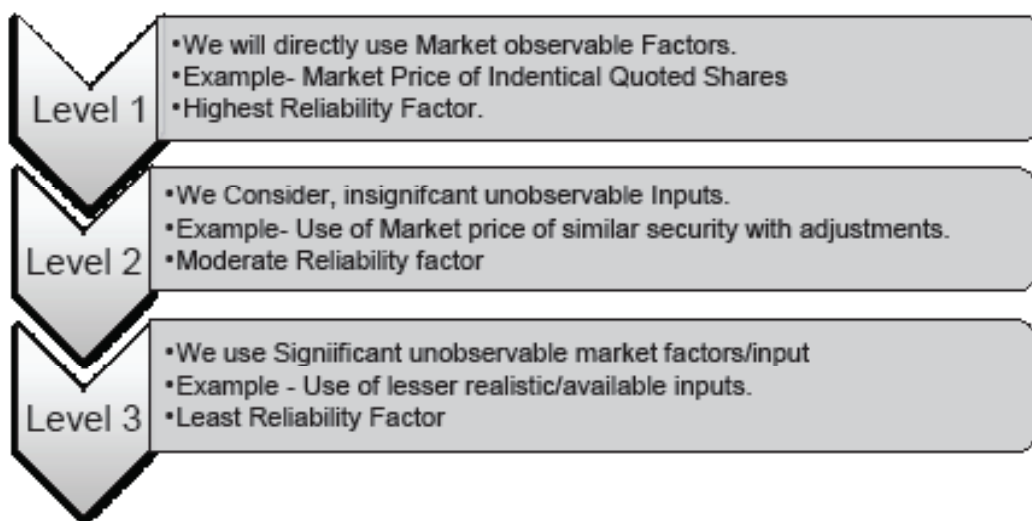 Level 1
•We will directly use Market observable Factors.
•Example- Market Price of Indentical Quoted Shares
•Highest Reliability Factor.
Level 2
•We Consider, insignifcant unobservable Inputs.
•Example- Use of Market price of similar security with adjustments.
•Moderate Reliability factor
Level 3
•We use Signiificant unobservable market factors/input
•Example - Use of lesser realistic/available inputs.
•Least Reliability Factor